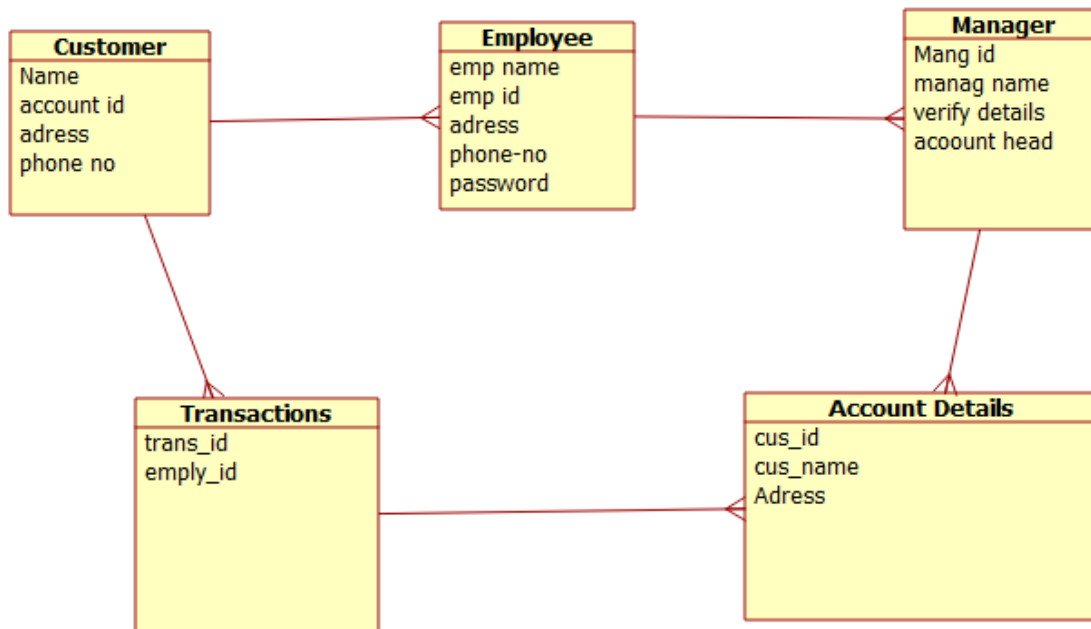 Customer
Name
account id
adress
phone no
Employee
emp name
emp id
adress
phone-no
password
Manager
Mang id
manag name
verify details
acoount head
Transactions
trans_id
emply_id
Account Details
cus_id
cus_name
Adress